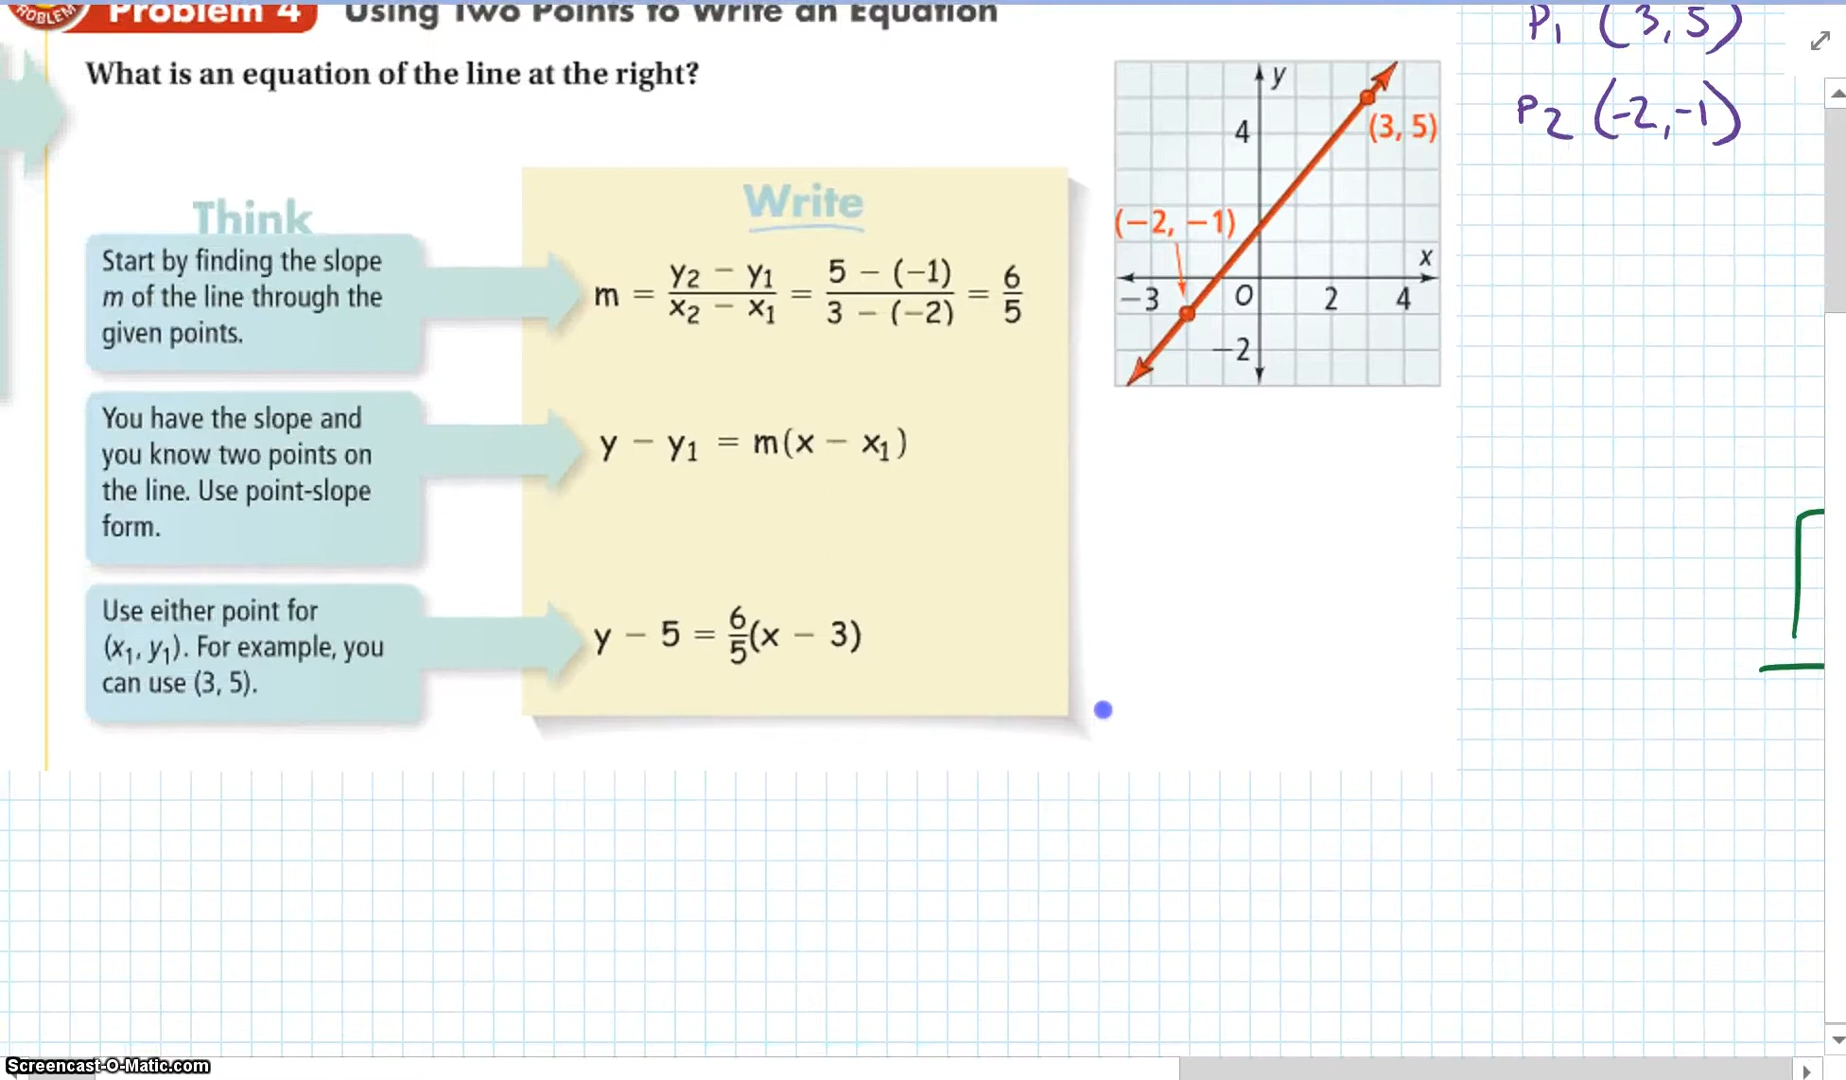 PROBLEM
Problem 4 Using Two Points to Write an Equation
What is an equation of the line at the right?
Think
Write
Start by finding the slope
m of the line through the
given points.
m = y₂ − y₁ / x₂ − x₁ = 5 − (−1) / 3 − (−2) = 6/5
You have the slope and
you know two points on
the line. Use point-slope
form.
y − y₁ = m(x − x₁)
Use either point for
(x₁, y₁). For example, you
can use (3, 5).
y − 5 = 6/5(x − 3)
y
4
(3, 5)
(−2, −1)
x
−3 O 2 4
−2
P₁ (3, 5)
P₂ (-2, -1)
Screencast-O-Matic.com